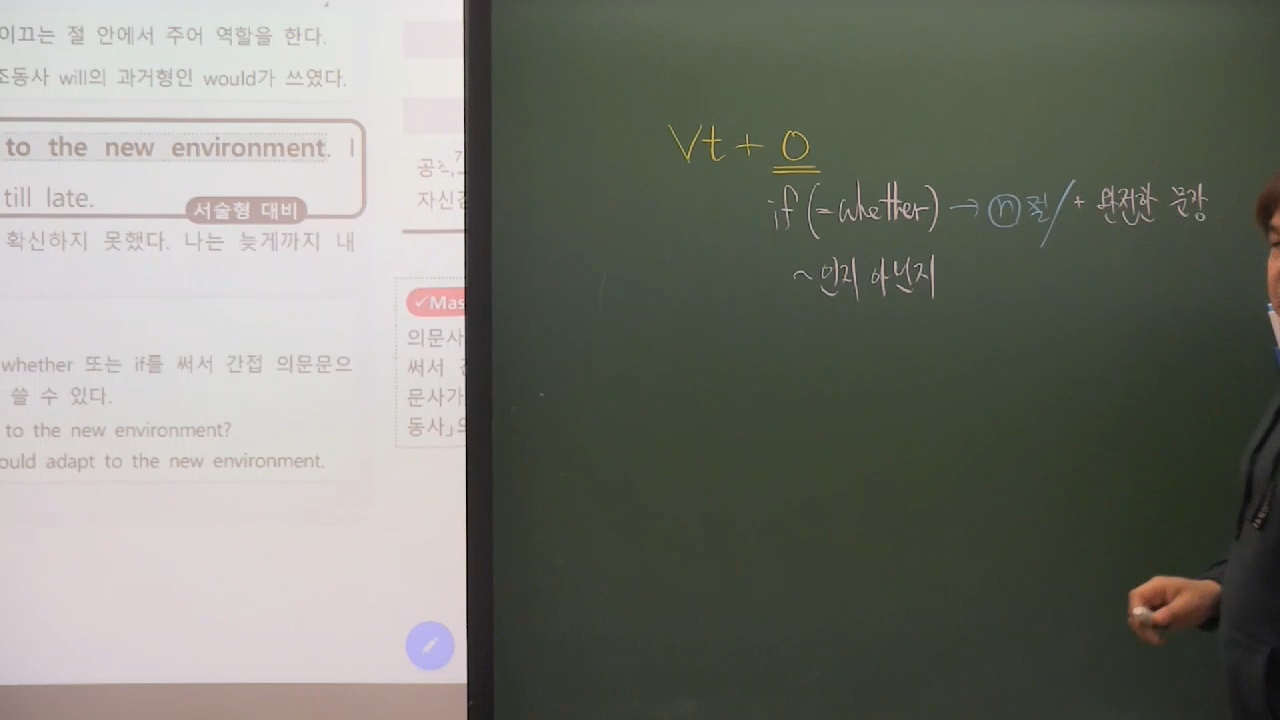 이끄는 절 안에서 주어 역할을 한다.
조동사 will의 과거형인 would가 쓰였다.
to the new environment. I
till late.
서술형 대비
확신하지 못했다. 나는 늦게까지 내
whether 또는 if를 써서 간접 의문문으
쓸 수 있다.
to the new environment?
ould adapt to the new environment.
자신감
✓Mas
의문사
써서
문사가
동사」의
Vt + O
if (=whether) → ⓝ절 / + 완전한 문장
~인지 아닌지